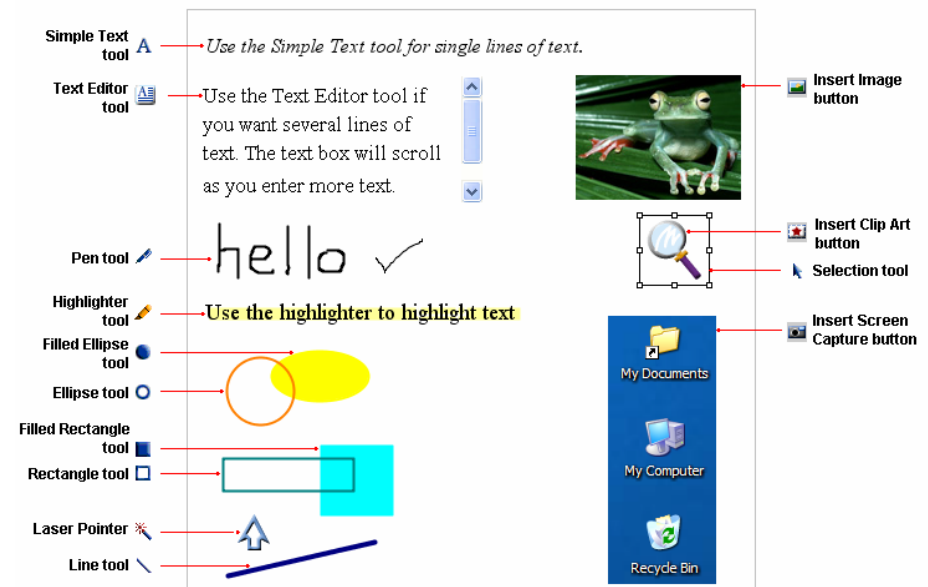 Simple Text
tool
Use the Simple Text tool for single lines of text.
Text Editor
tool
Use the Text Editor tool if
you want several lines of
text. The text box will scroll
as you enter more text.
Insert Image
button
Insert Clip Art
button
Selection tool
Pen tool
hello
Highlighter
tool
Use the highlighter to highlight text
Insert Screen
Capture button
Filled Ellipse
tool
Ellipse tool
My Documents
Filled Rectangle
tool
Rectangle tool
My Computer
Laser Pointer
Line tool
Recycle Bin